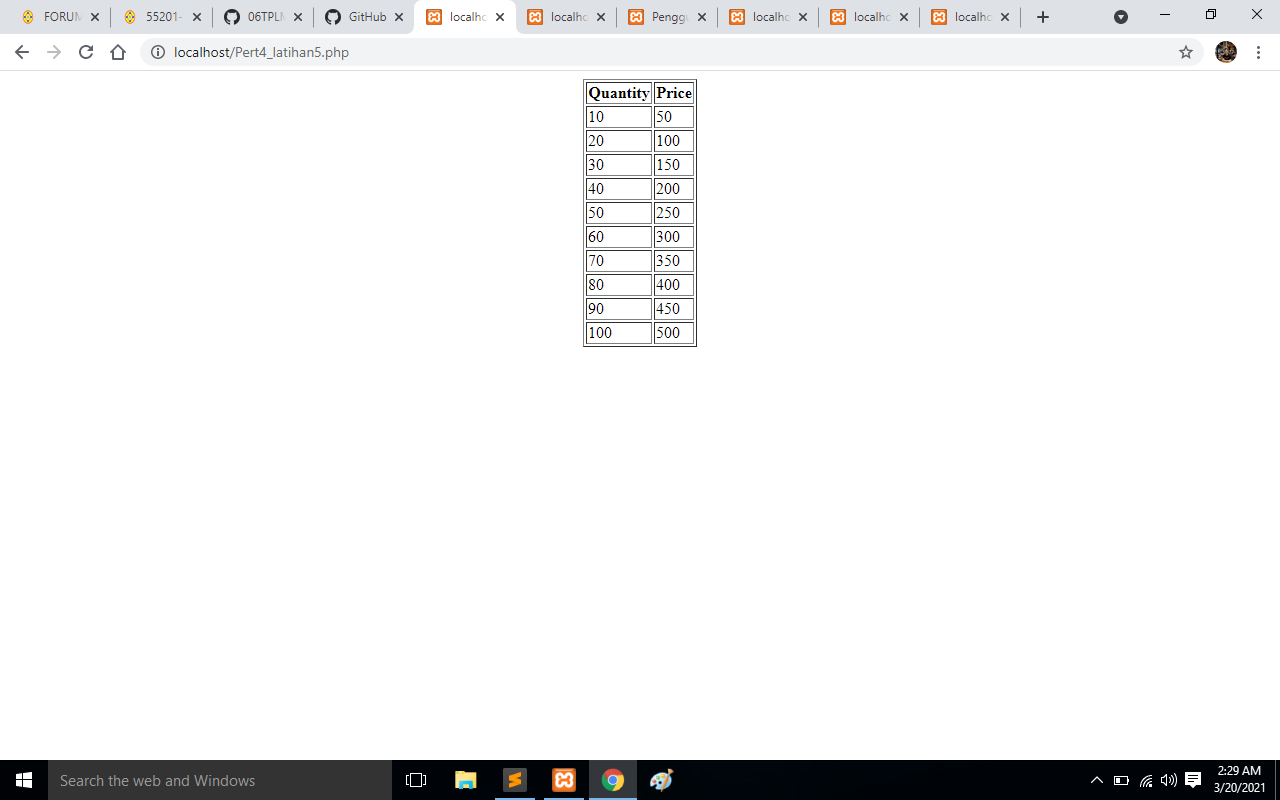 FORUM 55201- 06TPLM GitHub localho localho Penggu localho localho localho
localhost/Pert4_latihan5.php
Quantity Price
10 50
20 100
30 150
40 200
50 250
60 300
70 350
80 400
90 450
100 500
Search the web and Windows
2:29 AM
3/20/2021